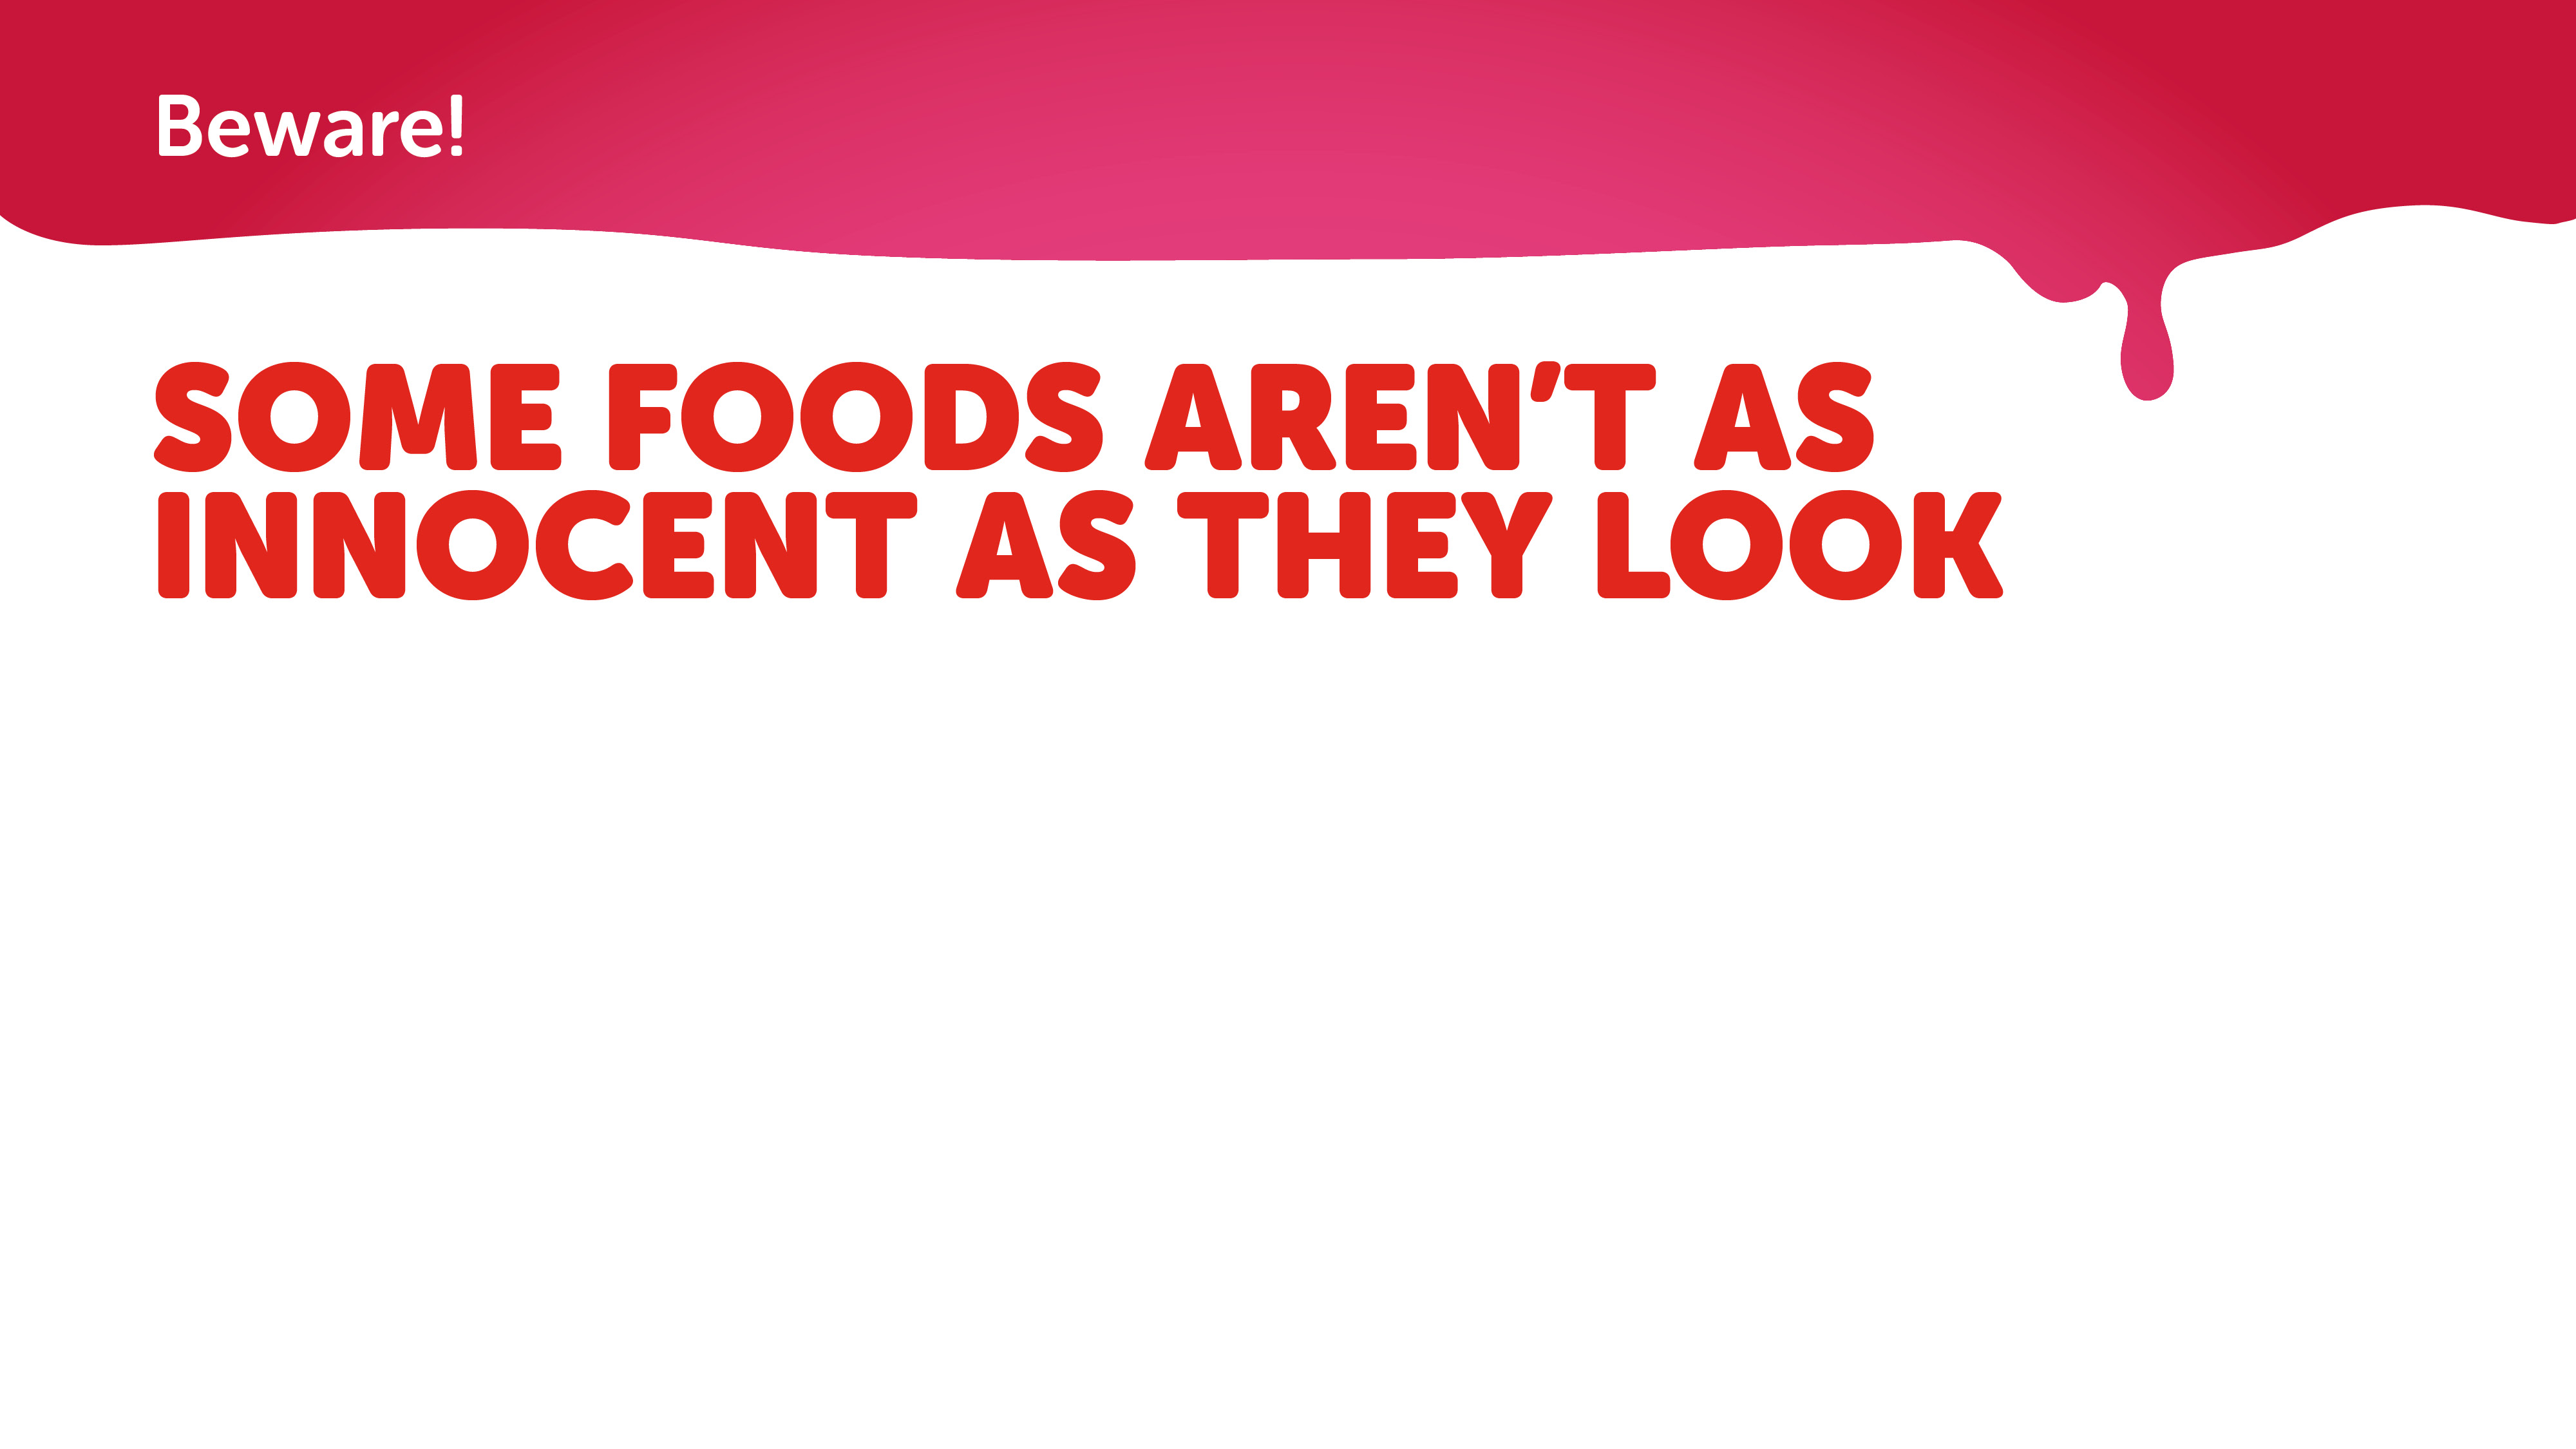 Beware!
SOME FOODS AREN’T AS
INNOCENT AS THEY LOOK